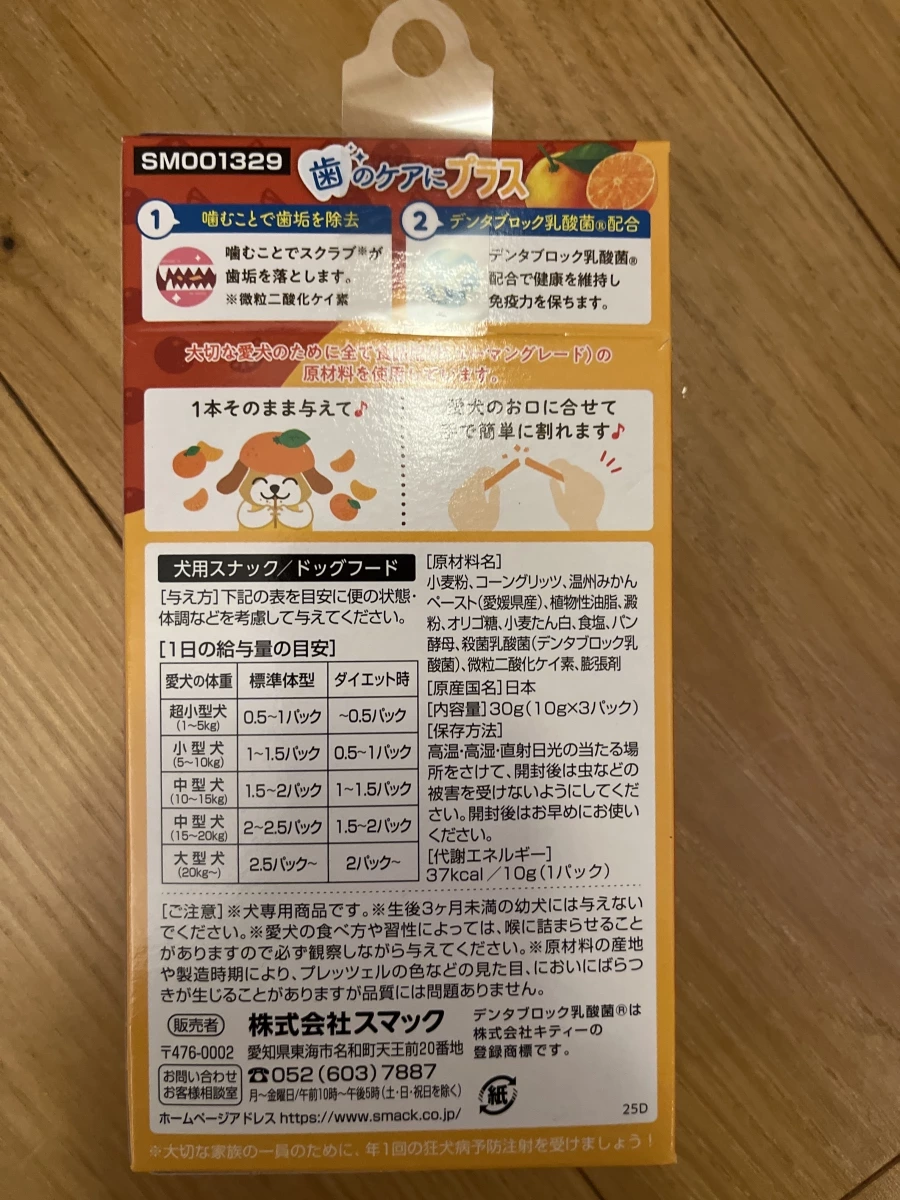 SM001329
歯のケアにプラス
1 噛むことで歯垢を除去
噛むことでスクラブ※が
歯垢を落とします。
※微粒二酸化ケイ素
2 デンタブロック乳酸菌®配合
デンタブロック乳酸菌®
配合で健康を維持し
免疫力を保ちます。
大切な愛犬のために全て マングレード)の
原材料を使用しています。
1本そのまま与えて♪
愛犬のお口に合せて
手で簡単に割れます♪
犬用スナック/ドッグフード
[与え方]下記の表を目安に便の状態・
体調などを考慮して与えてください。
[1日の給与量の目安]
愛犬の体重 標準体型 ダイエット時
超小型犬 (1~5kg) 0.5~1パック ~0.5パック
小型犬 (5~10kg) 1~1.5パック 0.5~1パック
中型犬 (10~15kg) 1.5~2パック 1~1.5パック
中型犬 (15~20kg) 2~2.5パック 1.5~2パック
大型犬 (20kg~) 2.5パック~ 2パック~
[原材料名]
小麦粉、コーングリッツ、温州みかん
ペースト(愛媛県産)、植物性油脂、澱
粉、オリゴ糖、小麦たん白、食塩、パン
酵母、殺菌乳酸菌(デンタブロック乳
酸菌)、微粒二酸化ケイ素、膨張剤
[原産国名]日本
[内容量]30g(10g×3パック)
[保存方法]
高温・高湿・直射日光の当たる場
所をさけて、開封後は虫などの
被害を受けないようにしてくだ
さい。開封後はお早めにお使い
ください。
[代謝エネルギー]
37kcal/10g(1パック)
[ご注意]※犬専用商品です。※生後3ヶ月未満の幼犬には与えない
でください。※愛犬の食べ方や習性によっては、喉に詰まらせること
がありますので必ず観察しながら与えてください。※原材料の産地
や製造時期により、プレッツェルの色などの見た目、においにばらつ
きが生じることがありますが品質には問題ありません。
販売者 株式会社スマック
〒476-0002 愛知県東海市名和町天王前20番地
お問い合わせ
お客様相談室
☎052(603)7887
月~金曜日/午前10時~午後5時(土・日・祝日を除く)
ホームページアドレス https://www.smack.co.jp/
デンタブロック乳酸菌®は
株式会社キティーの
登録商標です。
紙
25D
※大切な家族の一員のために、年1回の狂犬病予防注射を受けましょう!